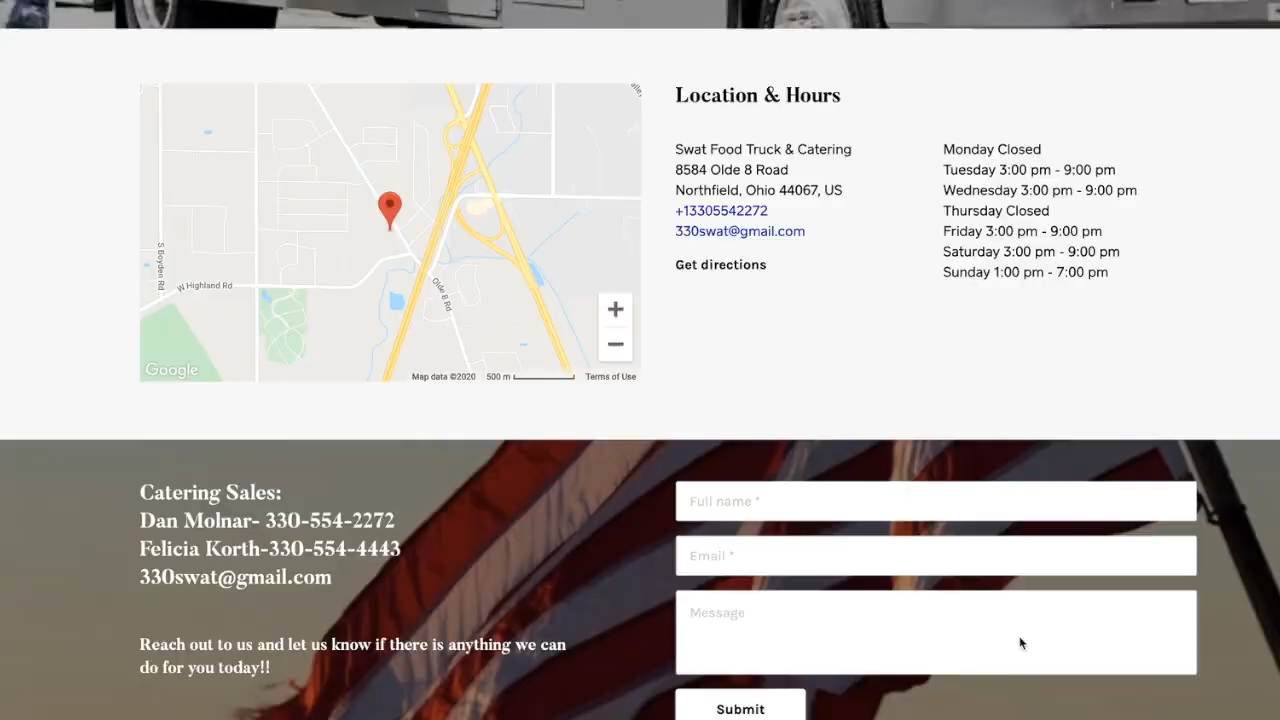 Location & Hours
Swat Food Truck & Catering
8584 Olde 8 Road
Northfield, Ohio 44067, US
+13305542272
330swat@gmail.com
Get directions
Monday Closed
Tuesday 3:00 pm - 9:00 pm
Wednesday 3:00 pm - 9:00 pm
Thursday Closed
Friday 3:00 pm - 9:00 pm
Saturday 3:00 pm - 9:00 pm
Sunday 1:00 pm - 7:00 pm
S Boyden Rd
W Highland Rd
Olde 8 Rd
Google
Map data ©2020
500 m
Terms of Use
Catering Sales:
Dan Molnar- 330-554-2272
Felicia Korth-330-554-4443
330swat@gmail.com
Reach out to us and let us know if there is anything we can
do for you today!!
Full name *
Email *
Message
Submit